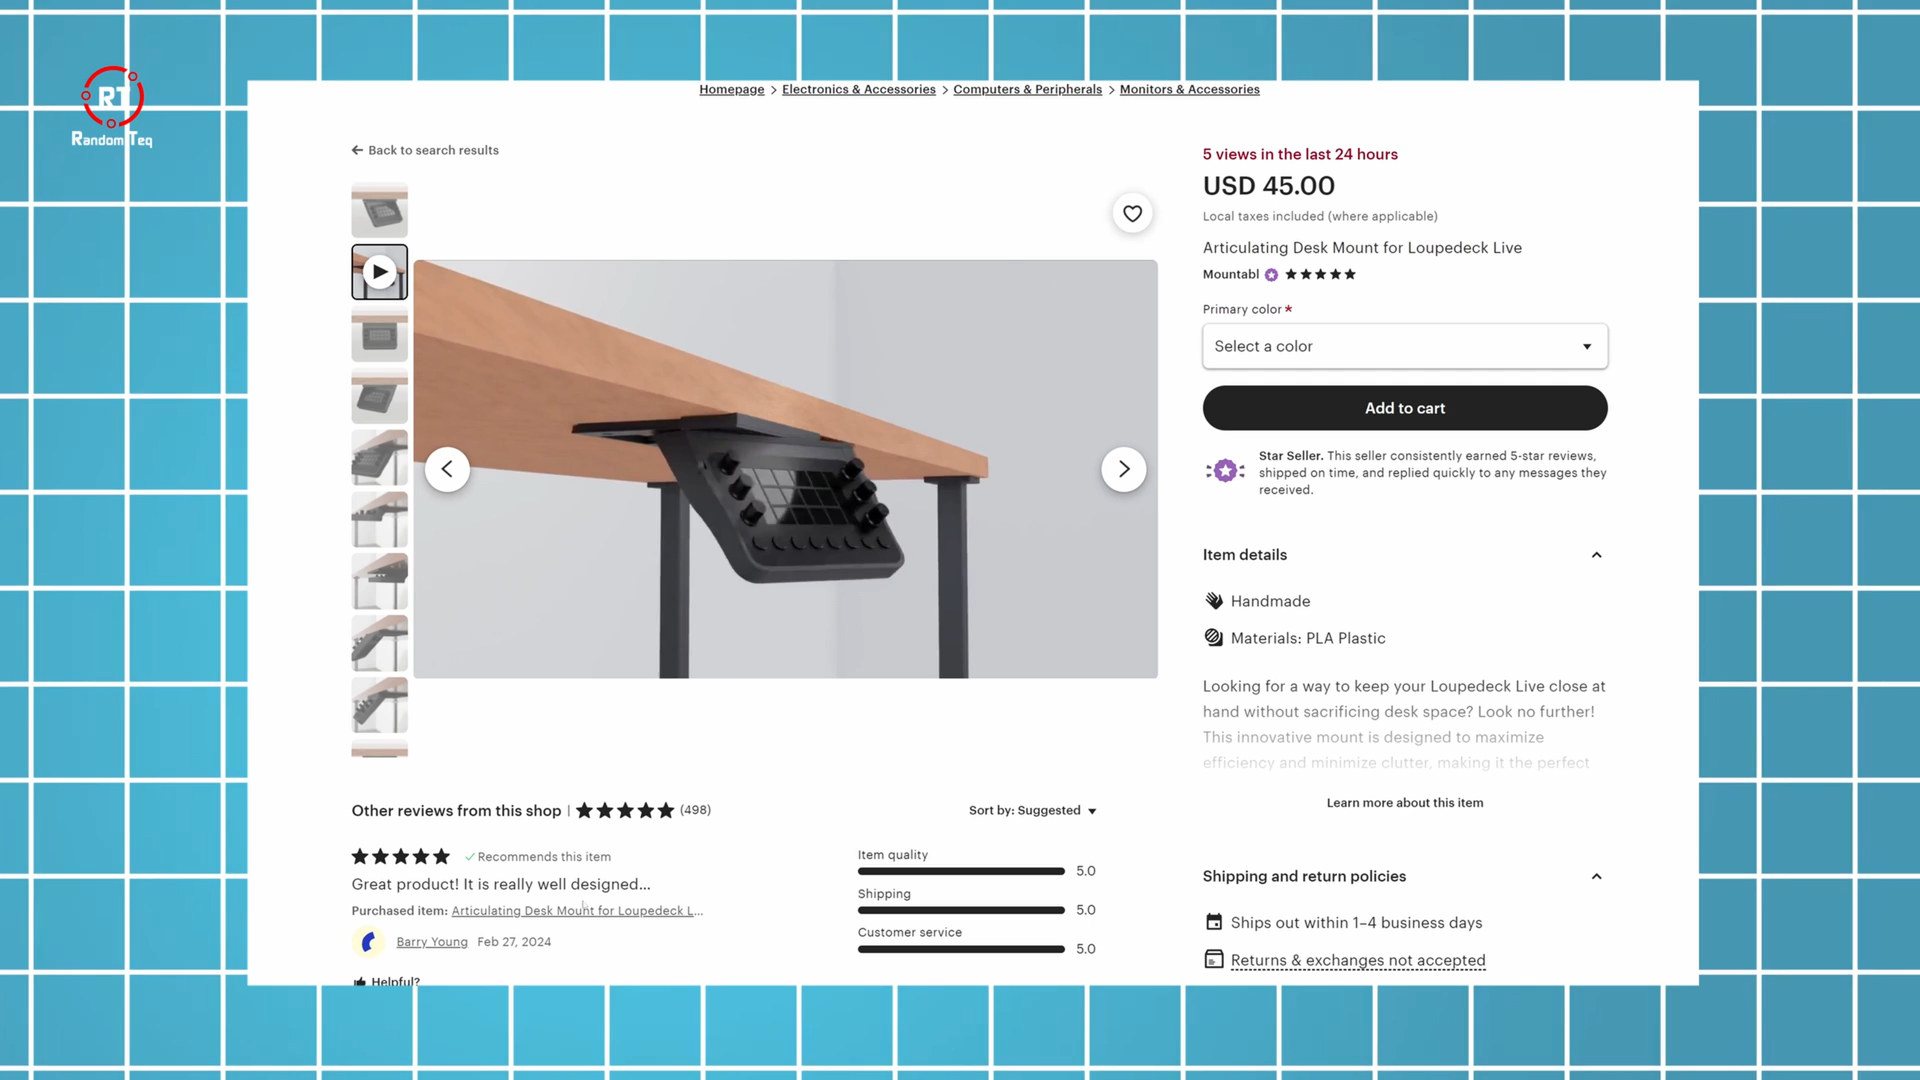 RT
Random Teq
Homepage > Electronics & Accessories > Computers & Peripherals > Monitors & Accessories
← Back to search results
5 views in the last 24 hours
USD 45.00
Local taxes included (where applicable)
Articulating Desk Mount for Loupedeck Live
Mountabl ★★★★★
Primary color *
Select a color
Add to cart
Star Seller. This seller consistently earned 5-star reviews,
shipped on time, and replied quickly to any messages they
received.
Item details
Handmade
Materials: PLA Plastic
Looking for a way to keep your Loupedeck Live close at
hand without sacrificing desk space? Look no further!
This innovative mount is designed to maximize
efficiency and minimize clutter, making it the perfect
Learn more about this item
Shipping and return policies
Ships out within 1–4 business days
Returns & exchanges not accepted
Other reviews from this shop | ★★★★★ (498)
Sort by: Suggested
★★★★★ ✓ Recommends this item
Great product! It is really well designed...
Purchased item: Articulating Desk Mount for Loupedeck L...
Barry Young Feb 27, 2024
Helpful?
Item quality
5.0
Shipping
5.0
Customer service
5.0